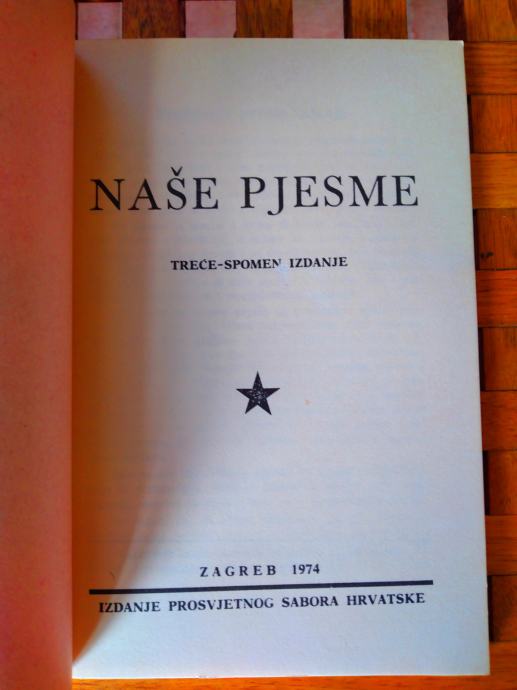 NAŠE PJESME
TREĆE-SPOMEN IZDANJE
ZAGREB 1974
IZDANJE PROSVJETNOG SABORA HRVATSKE